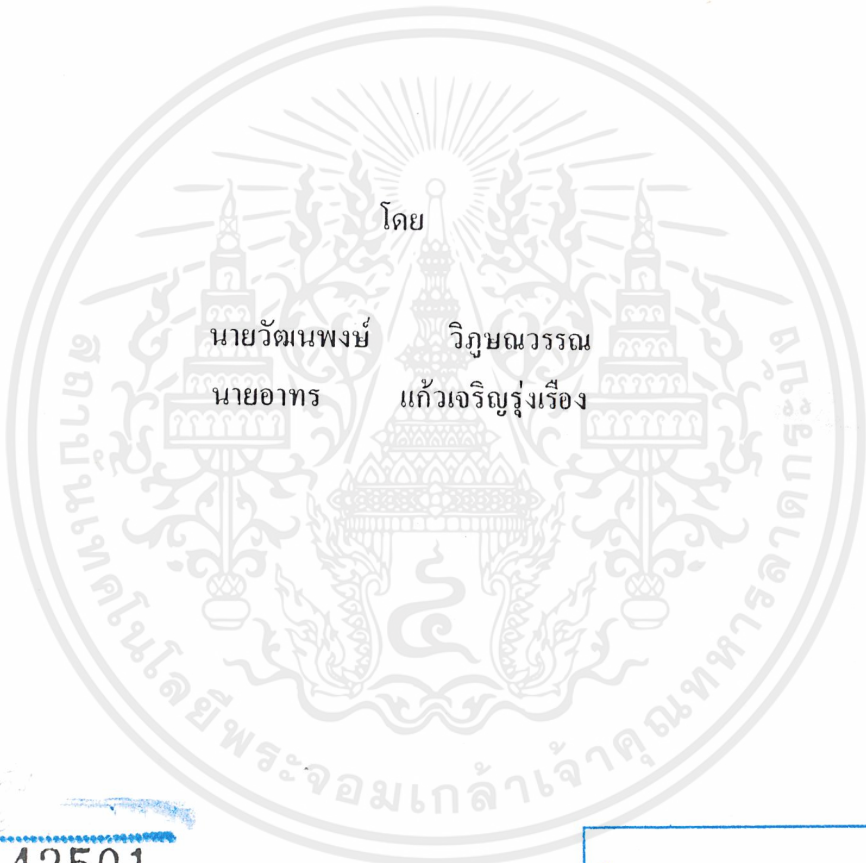 โดย
นายวัฒนพงษ์ วิภูษณวรรณ
นายอาทร แก้วเจริญรุ่งเรือง
สถาบันเทคโนโลยีพระจอมเกล้าเจ้าคุณทหารลาดกระบัง